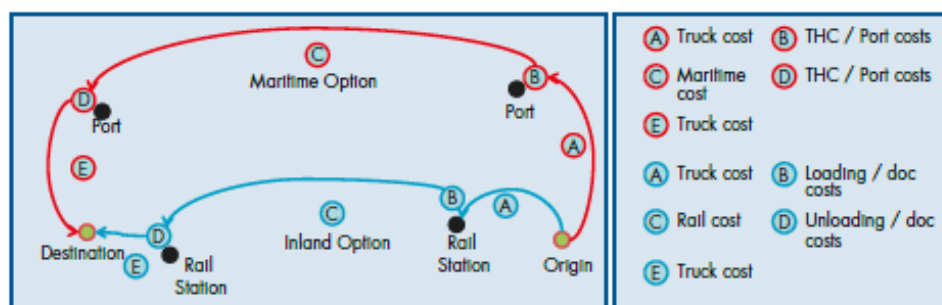 C
Maritime Option
B
D
Port
Port
E
A
B
A
C
Inland Option
D
Destination
E
Rail
Station
Rail
Station
Origin
A Truck cost B THC / Port costs
C Maritime cost D THC / Port costs
E Truck cost
A Truck cost B Loading / doc costs
C Rail cost D Unloading / doc costs
E Truck cost